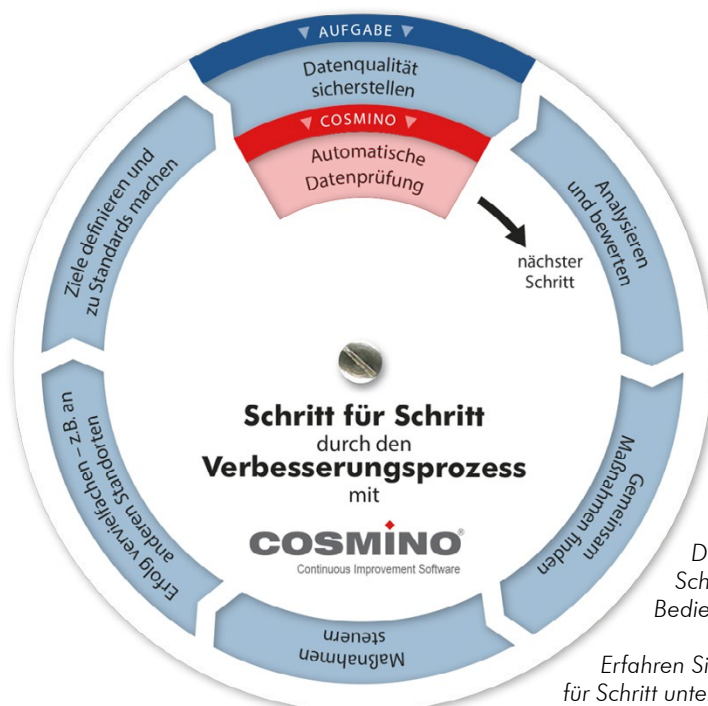 ▼ AUFGABE ▼
Datenqualität
sicherstellen
▼ COSMINO ▼
Automatische
Datenprüfung
Analysieren
und bewerten
nächster
Schritt
Gemeinsam
Maßnahmen finden
Maßnahmen
steuern
Erfolg vervielfachen – z.B. an
anderen Standorten
Ziele definieren und
zu Standards machen
Schritt für Schritt
durch den
Verbesserungsprozess
mit
COSMINO®
Continuous Improvement Software
Erfahren Si
für Schritt unte